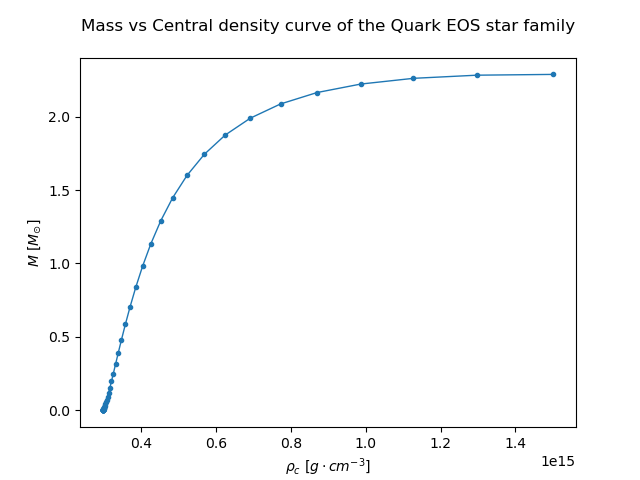 Mass vs Central density curve of the Quark EOS star family
2.0
1.5
1.0
0.5
0.0
M [M⊙]
0.4 0.6 0.8 1.0 1.2 1.4
1e15
ρc [g · cm−3]